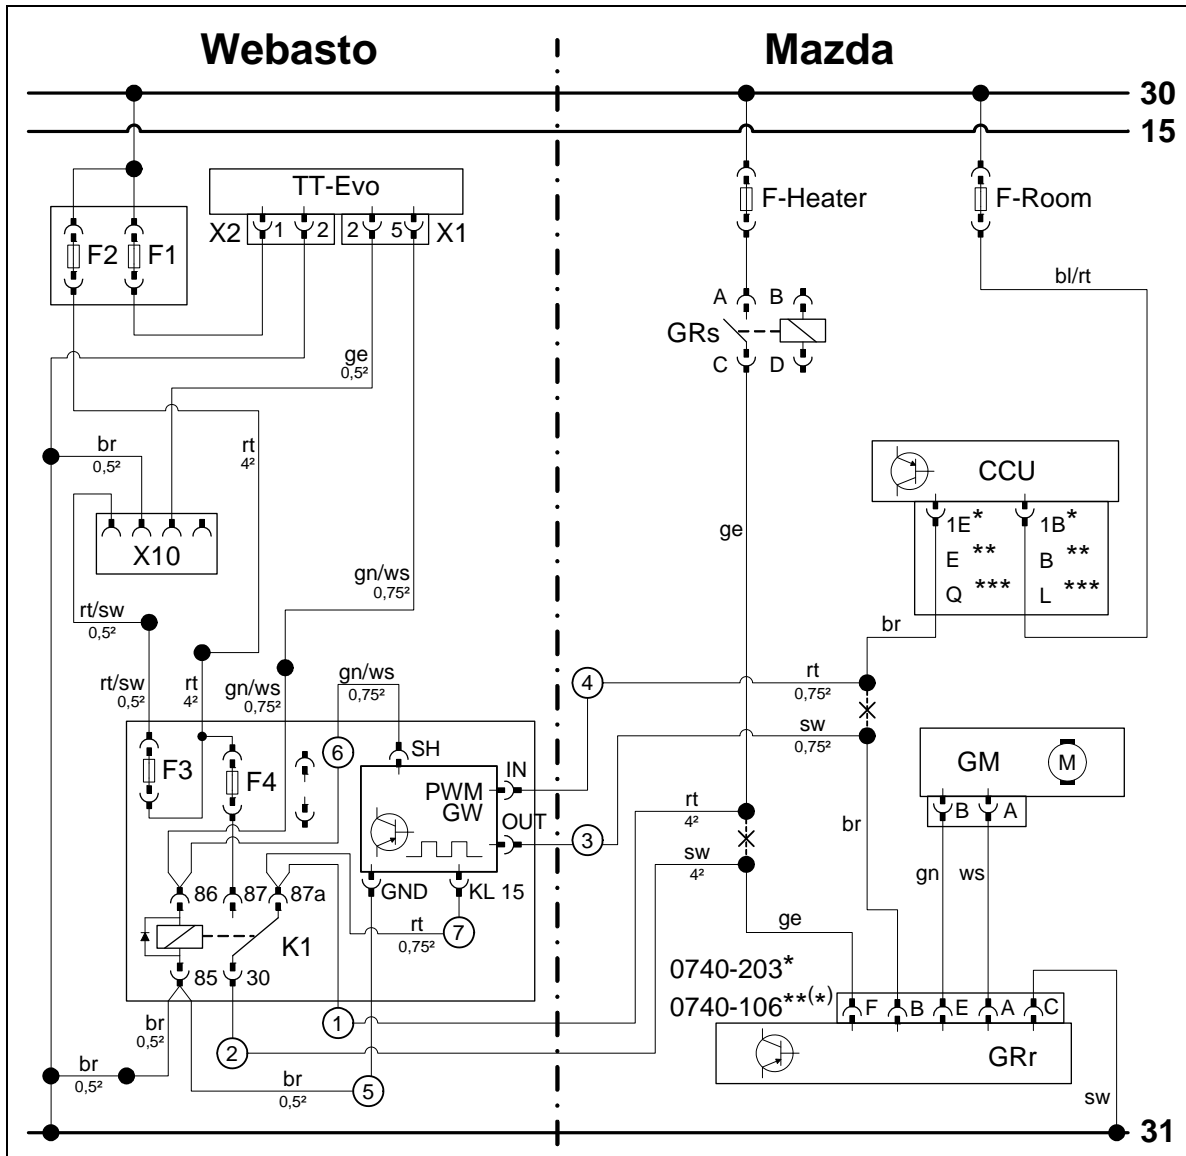 Webasto
Mazda
30
15
TT-Evo
X2 1 2 2 5 X1
F2 F1
F-Heater
F-Room
bl/rt
A B
GRs
C D
ge
0,5²
br
0,5²
rt
4²
CCU
1E* 1B*
E ** B **
Q *** L ***
X10
ge
gn/ws
0,75²
rt/sw
0,5²
br
rt/sw
0,5²
rt
4²
gn/ws
0,75²
gn/ws
0,75²
4
rt
0,75²
sw
0,75²
6
SH
F3
F4
IN
PWM
GW
OUT
3
GM M
B A
rt
4²
sw
4²
br
gn ws
86 87 87a
GND KL 15
rt
0,75²
7
K1
85 30
ge
0740-203*
0740-106**(*)
F B E A C
GRr
1
2
br
0,5²
br
0,5²
br
0,5²
5
sw
31